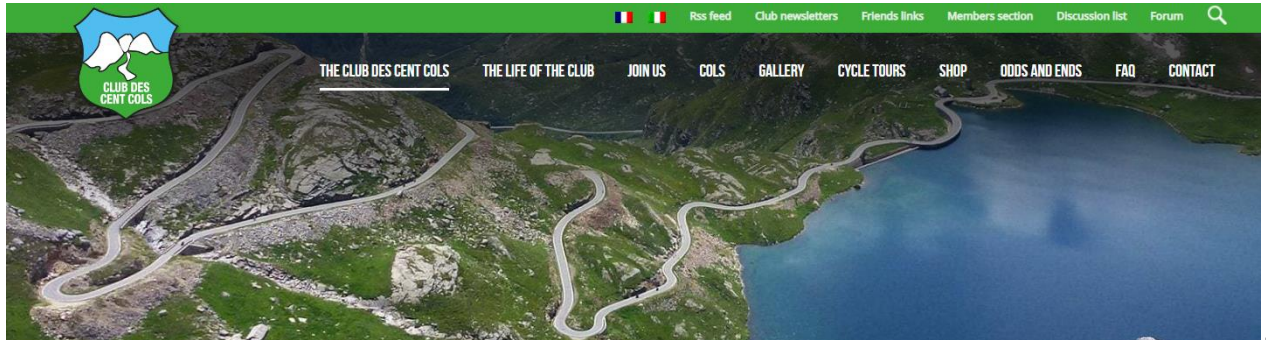 Rss feed Club newsletters Friends links Members section Discussion list Forum
THE CLUB DES CENT COLS THE LIFE OF THE CLUB JOIN US COLS GALLERY CYCLE TOURS SHOP ODDS AND ENDS FAQ CONTACT
CLUB DES
CENT COLS